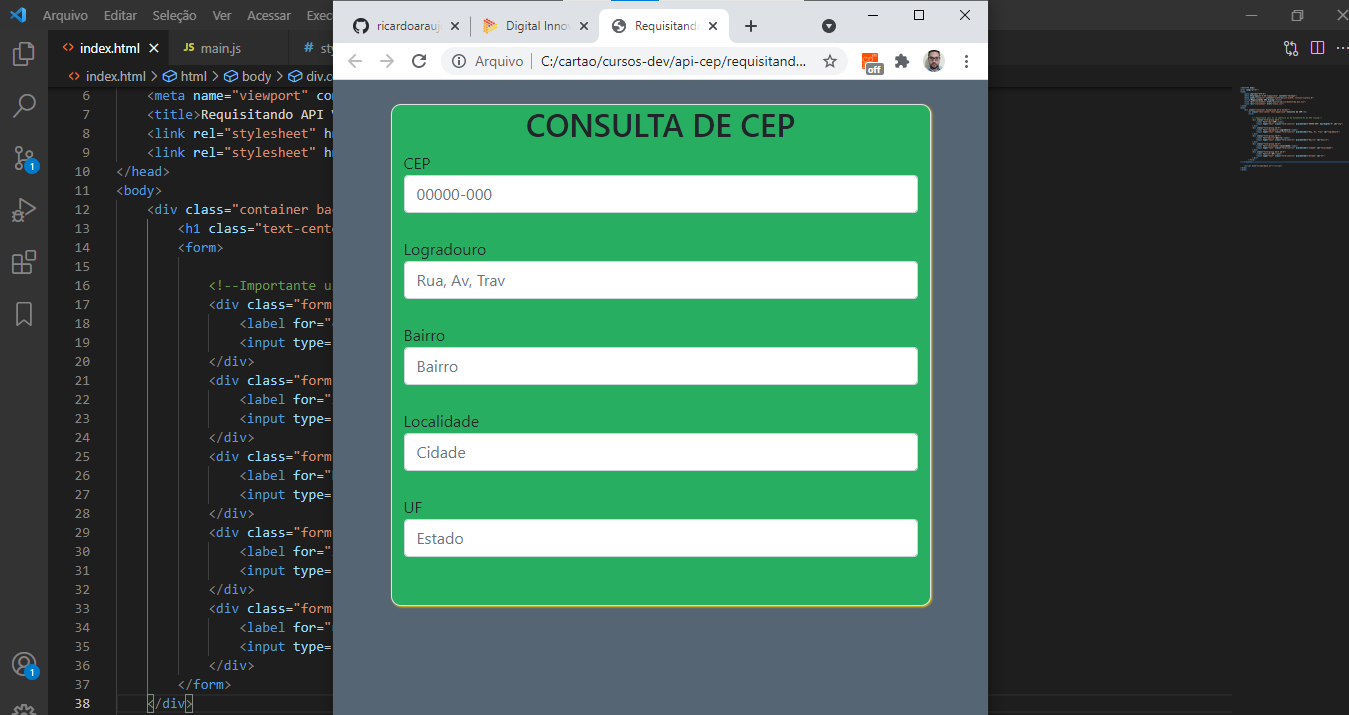 Arquivo Editar Seleção Ver Acessar Exec
index.html
JS main.js
# st
index.html > html > body > div.c
6 <meta name="viewport" con
7 <title>Requisitando API V
8 <link rel="stylesheet" h
9 <link rel="stylesheet" h
10 </head>
11 <body>
12 <div class="container ba
13 <h1 class="text-cent
14 <form>
15
16 <!--Importante u
17 <div class="form
18 <label for="
19 <input type=
20 </div>
21 <div class="form
22 <label for="
23 <input type=
24 </div>
25 <div class="form
26 <label for="
27 <input type=
28 </div>
29 <div class="form
30 <label for="
31 <input type=
32 </div>
33 <div class="form
34 <label for="
35 <input type=
36 </div>
37 </form>
38 </div>
1
1
ricardoarauj
Digital Innov
Requisitand
Arquivo | C:/cartao/cursos-dev/api-cep/requisitand...
off
CONSULTA DE CEP
CEP
00000-000
Logradouro
Rua, Av, Trav
Bairro
Bairro
Localidade
Cidade
UF
Estado